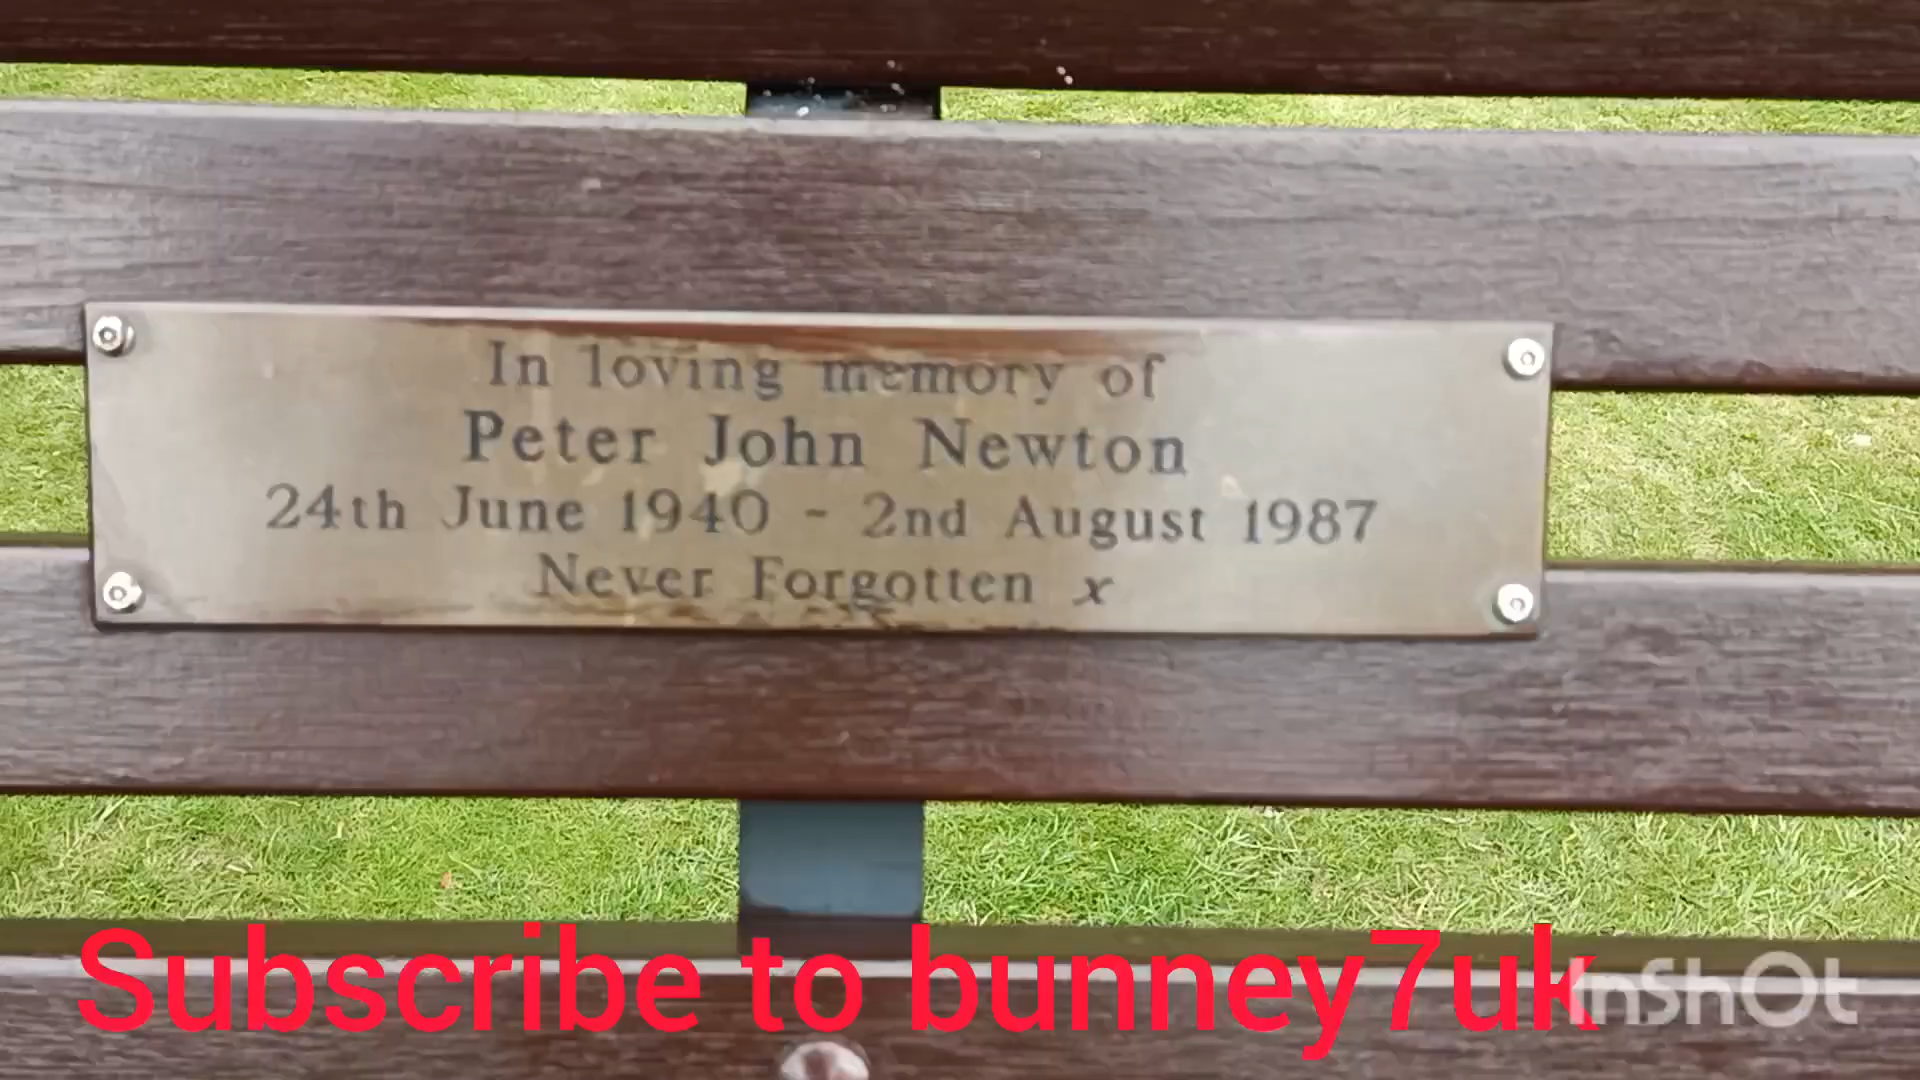 In loving memory of
Peter John Newton
24th June 1940 - 2nd August 1987
Never Forgotten x
Subscribe to bunney7uk
InShOt